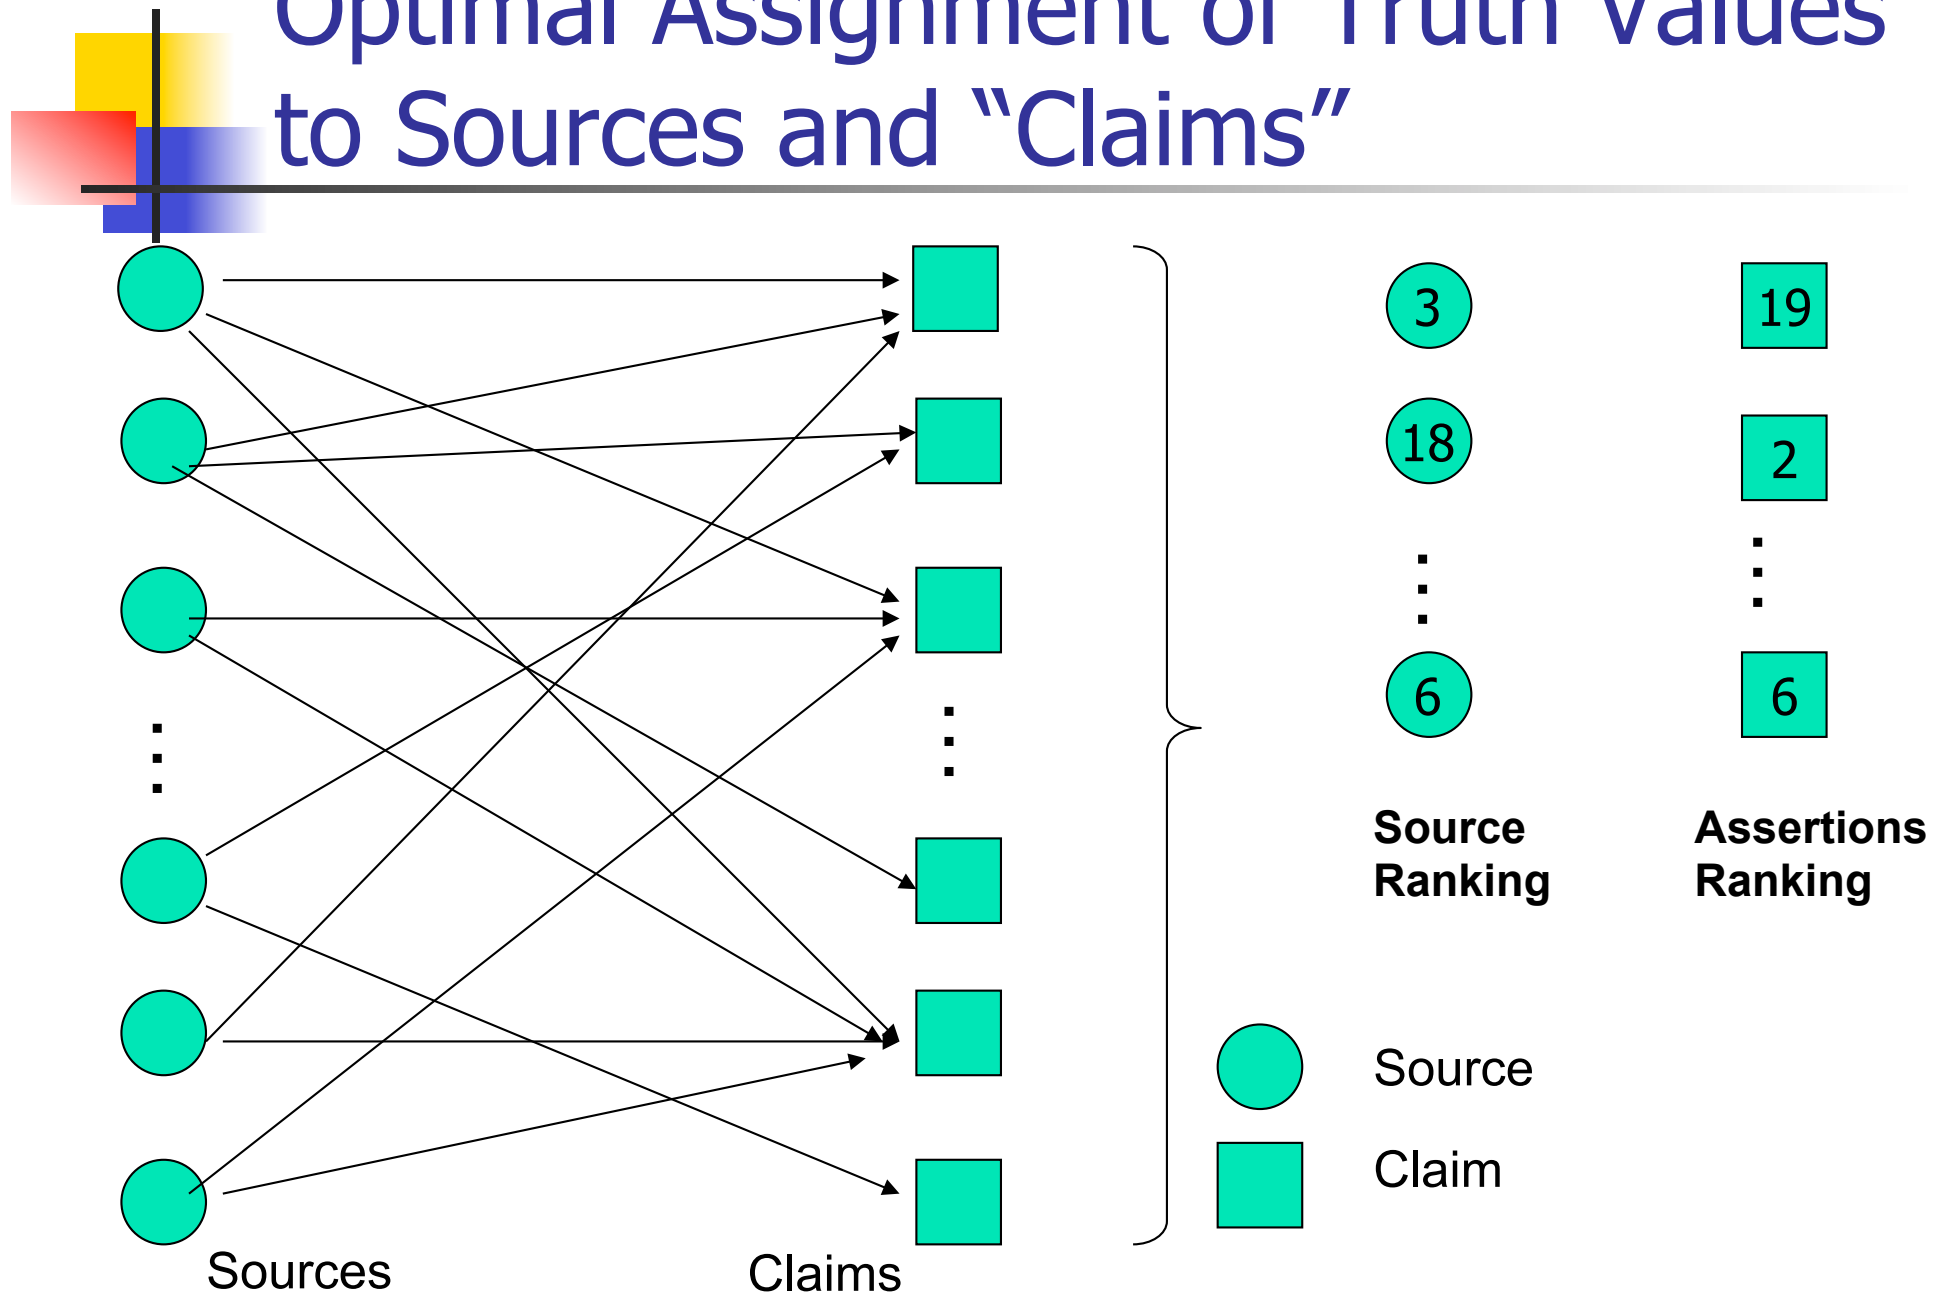 Optimal Assignment of Truth Values
to Sources and “Claims”
3
19
18
2
6
6
Source
Ranking
Assertions
Ranking
Source
Claim
Sources
Claims